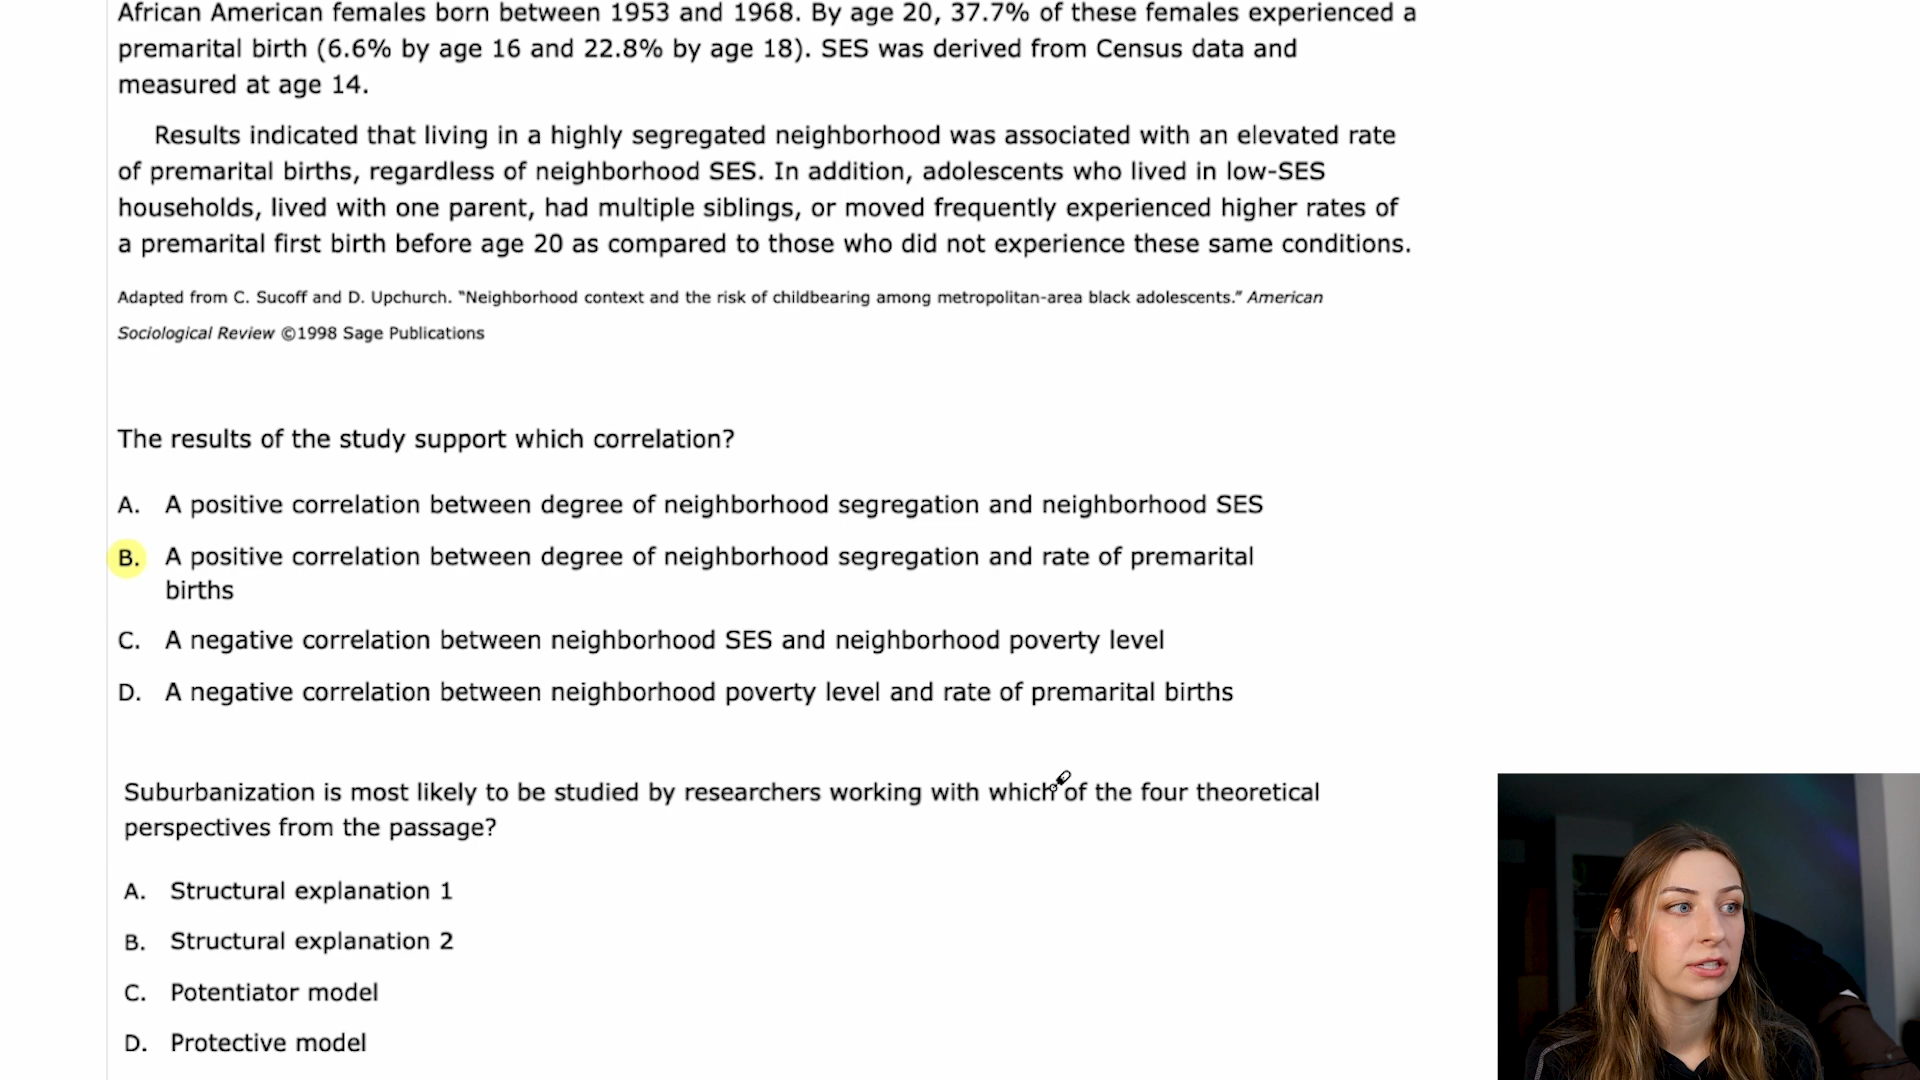 African American females born between 1953 and 1968. By age 20, 37.7% of these females experienced a
premarital birth (6.6% by age 16 and 22.8% by age 18). SES was derived from Census data and
measured at age 14.
Results indicated that living in a highly segregated neighborhood was associated with an elevated rate
of premarital births, regardless of neighborhood SES. In addition, adolescents who lived in low-SES
households, lived with one parent, had multiple siblings, or moved frequently experienced higher rates of
a premarital first birth before age 20 as compared to those who did not experience these same conditions.
Adapted from C. Sucoff and D. Upchurch. “Neighborhood context and the risk of childbearing among metropolitan-area black adolescents.” American
Sociological Review ©1998 Sage Publications
The results of the study support which correlation?
A. A positive correlation between degree of neighborhood segregation and neighborhood SES
B. A positive correlation between degree of neighborhood segregation and rate of premarital
births
C. A negative correlation between neighborhood SES and neighborhood poverty level
D. A negative correlation between neighborhood poverty level and rate of premarital births
Suburbanization is most likely to be studied by researchers working with which of the four theoretical
perspectives from the passage?
A. Structural explanation 1
B. Structural explanation 2
C. Potentiator model
D. Protective model